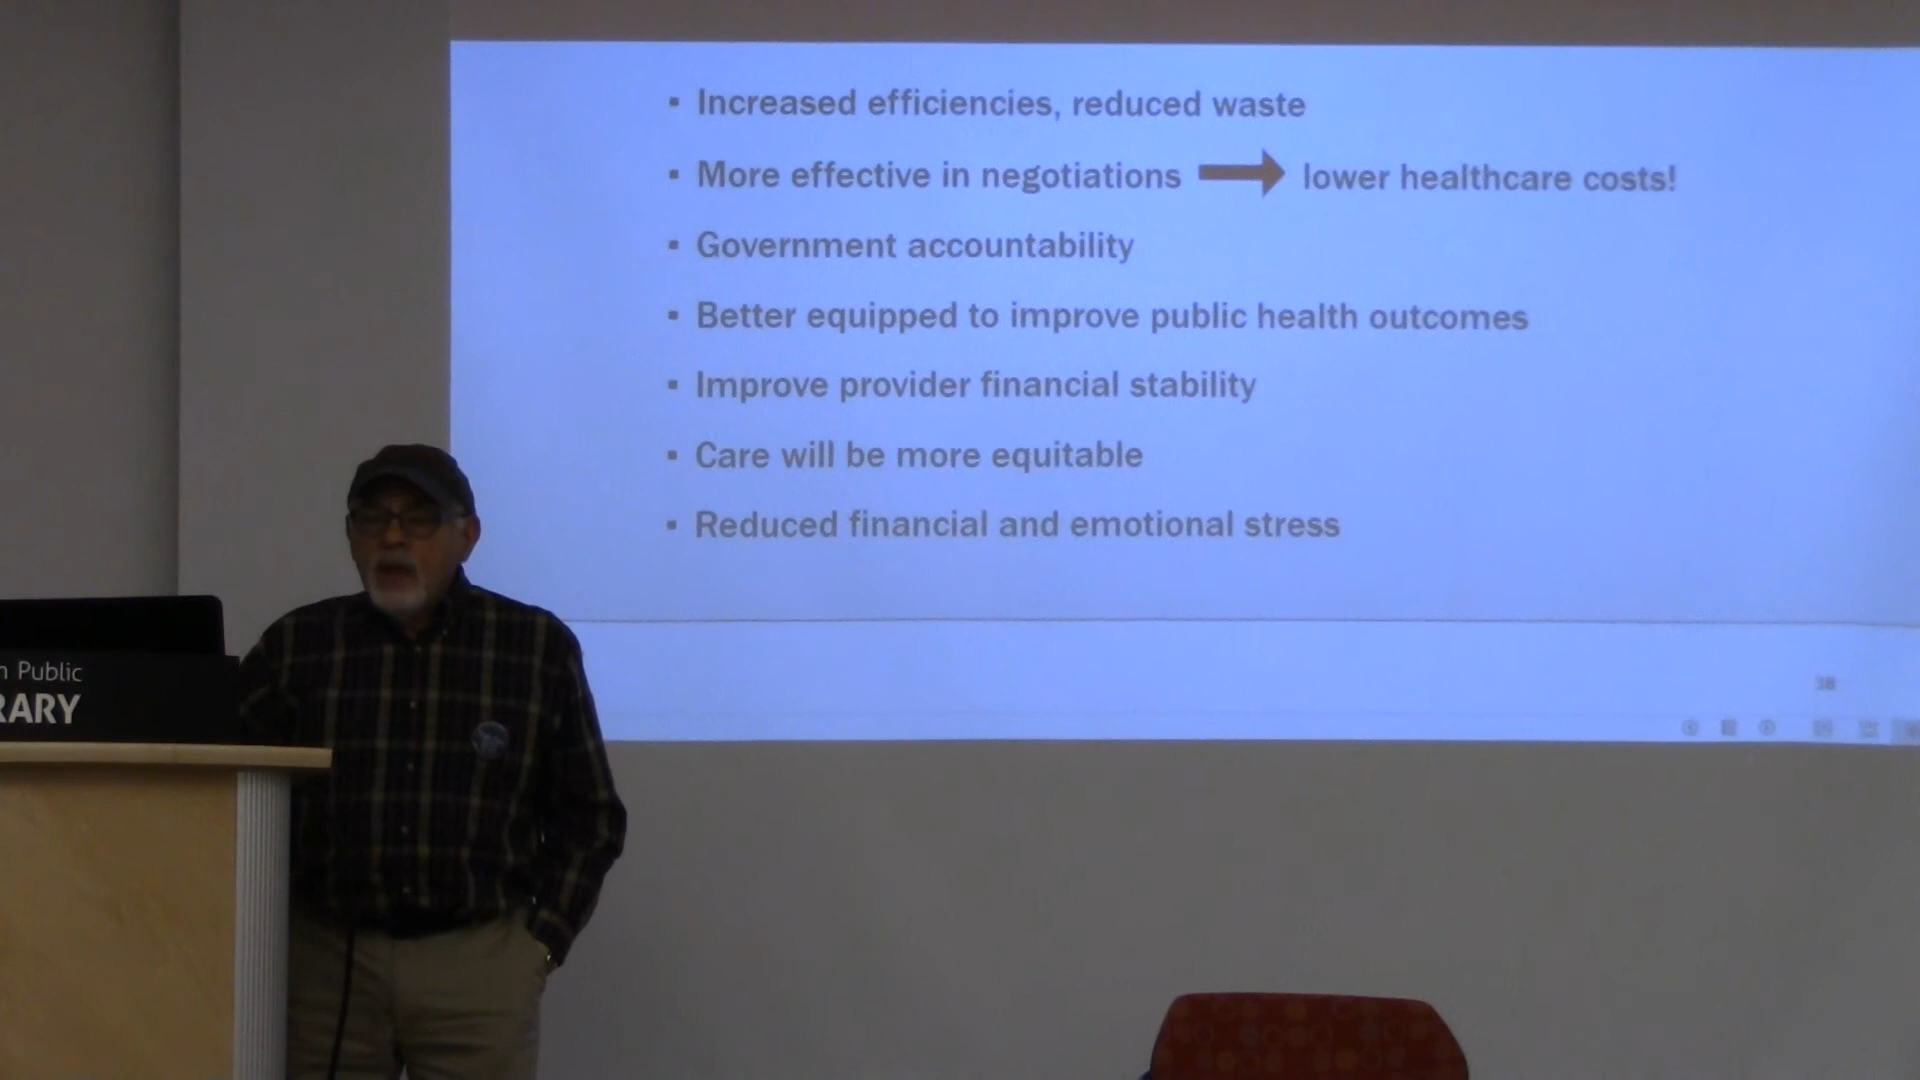 ▪ Increased efficiencies, reduced waste
▪ More effective in negotiations → lower healthcare costs!
▪ Government accountability
▪ Better equipped to improve public health outcomes
▪ Improve provider financial stability
▪ Care will be more equitable
▪ Reduced financial and emotional stress
Public
RARY
38